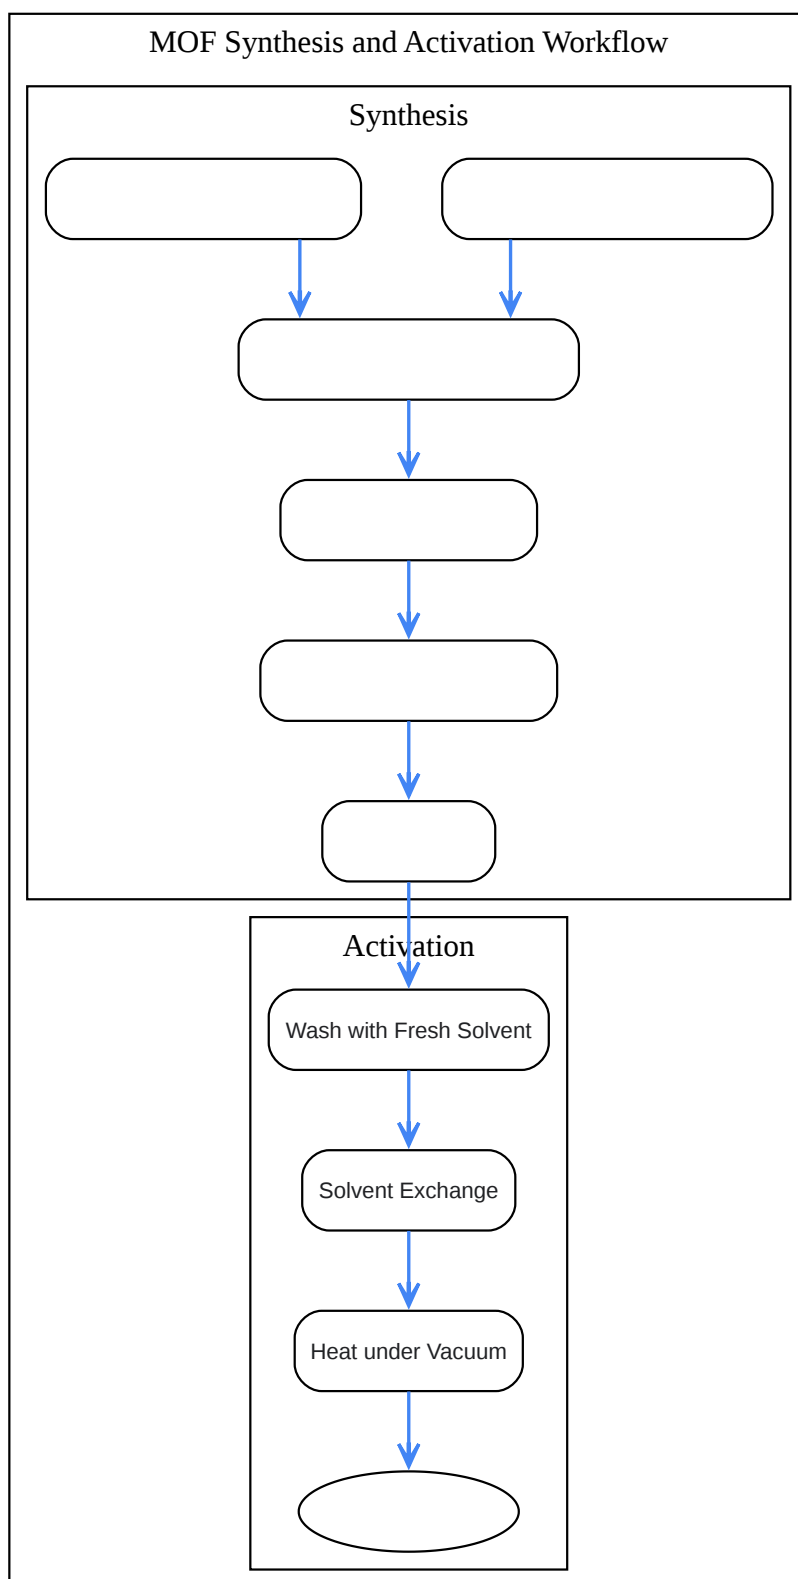 MOF Synthesis and Activation Workflow
Synthesis
Activation
Wash with Fresh Solvent
Solvent Exchange
Heat under Vacuum